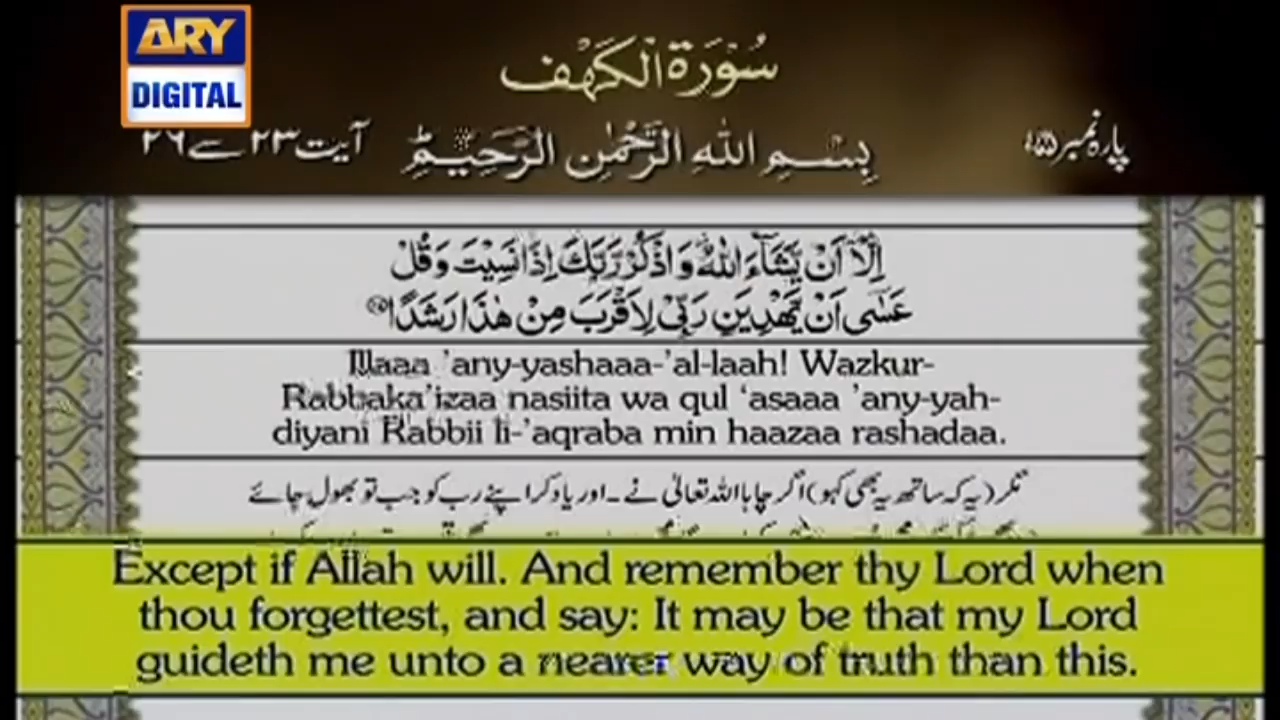 ARY
DIGITAL
سُوْرَةُ الْكَهْف
آیت ۲۳ سے ۲۶
بِسْمِ اللهِ الرَّحْمٰنِ الرَّحِيْمِ
پارہ نمبر
اِلَّاۤ اَنْ يَّشَآءَ اللهُ وَاذْكُرْ رَّبَّكَ اِذَا نَسِيْتَ وَقُلْ
عَسٰۤى اَنْ يَّهْدِيَنِ رَبِّىْ لِاَقْرَبَ مِنْ هٰذَا رَشَدًا
Illaaa 'any-yashaaa-'al-laah! Wazkur-
Rabbaka'izaa nasiita wa qul 'asaaa 'any-yah-
diyani Rabbii li-'aqraba min haazaa rashadaa.
مگر (یہ کہ ساتھ یہ بھی کہو) اگر چاہا اللہ تعالیٰ نے ۔ اور یاد کر اپنے رب کو جب تو بھول جائے
Except if Allah will. And remember thy Lord when
thou forgettest, and say: It may be that my Lord
guideth me unto a nearer way of truth than this.